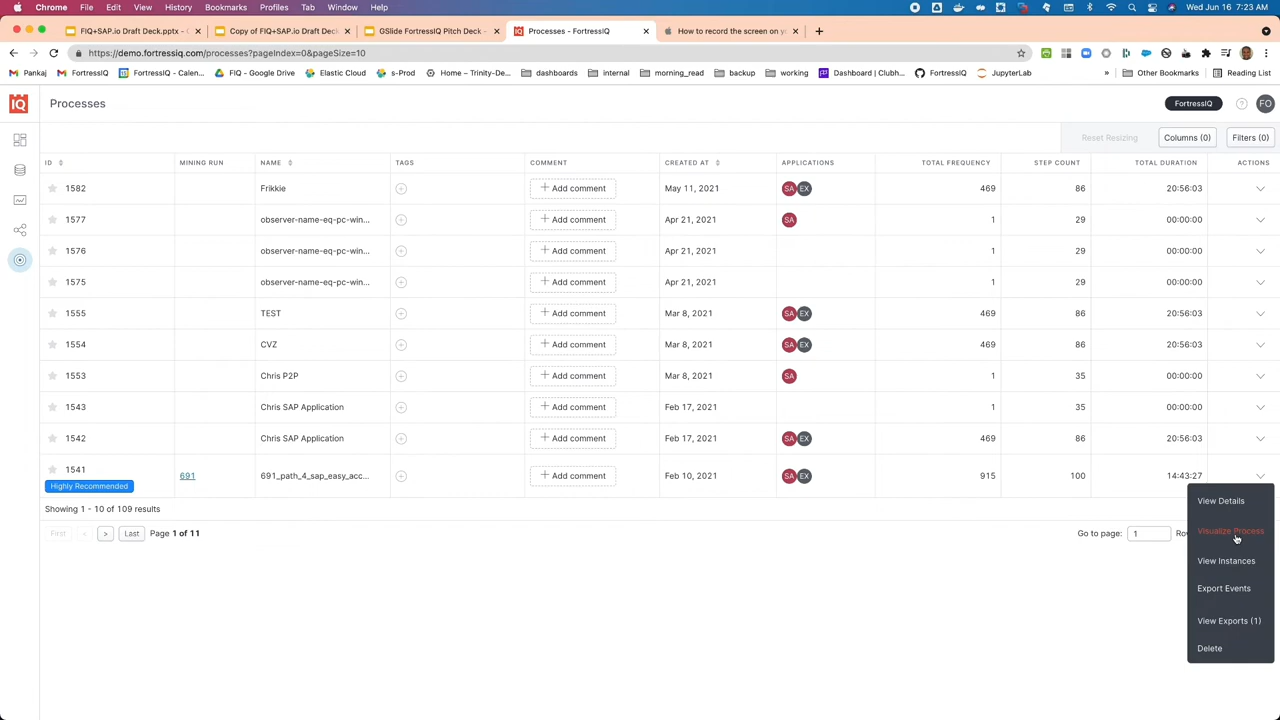 Chrome File Edit View History Bookmarks Profiles Tab Window Help Wed Jun 16 7:23 AM
FIQ+SAP.io Draft Deck.pptx - Copy of FIQ+SAP.io Draft Deck - GSlide FortressIQ Pitch Deck - Processes - FortressIQ How to record the screen on y
https://demo.fortressiq.com/processes?pageIndex=0&pageSize=10
Pankaj FortressIQ FortressIQ - Calen... FIQ - Google Drive Elastic Cloud s-Prod Home – Trinity-De... dashboards internal morning_read backup working Dashboard | Clubh... FortressIQ JupyterLab » Other Bookmarks Reading List
IQ Processes FortressIQ ? FO
Reset Resizing Columns (0) Filters (0)
ID MINING RUN NAME TAGS COMMENT CREATED AT APPLICATIONS TOTAL FREQUENCY STEP COUNT TOTAL DURATION ACTIONS
1582 Frikkie + Add comment May 11, 2021 SA EX 469 86 20:56:03
1577 observer-name-eq-pc-win... + Add comment Apr 21, 2021 SA 1 29 00:00:00
1576 observer-name-eq-pc-win... + Add comment Apr 21, 2021 1 29 00:00:00
1575 observer-name-eq-pc-win... + Add comment Apr 21, 2021 1 29 00:00:00
1555 TEST + Add comment Mar 8, 2021 SA EX 469 86 20:56:03
1554 CVZ + Add comment Mar 8, 2021 SA EX 469 86 20:56:03
1553 Chris P2P + Add comment Mar 8, 2021 SA 1 35 00:00:00
1543 Chris SAP Application + Add comment Feb 17, 2021 1 35 00:00:00
1542 Chris SAP Application + Add comment Feb 17, 2021 SA EX 469 86 20:56:03
1541 691 691_path_4_sap_easy_acc... + Add comment Feb 10, 2021 SA EX 915 100 14:43:27
Highly Recommended
Showing 1 - 10 of 109 results
First < > Last Page 1 of 11 Go to page: 1
View Details
Visualize Process
View Instances
Export Events
View Exports (1)
Delete